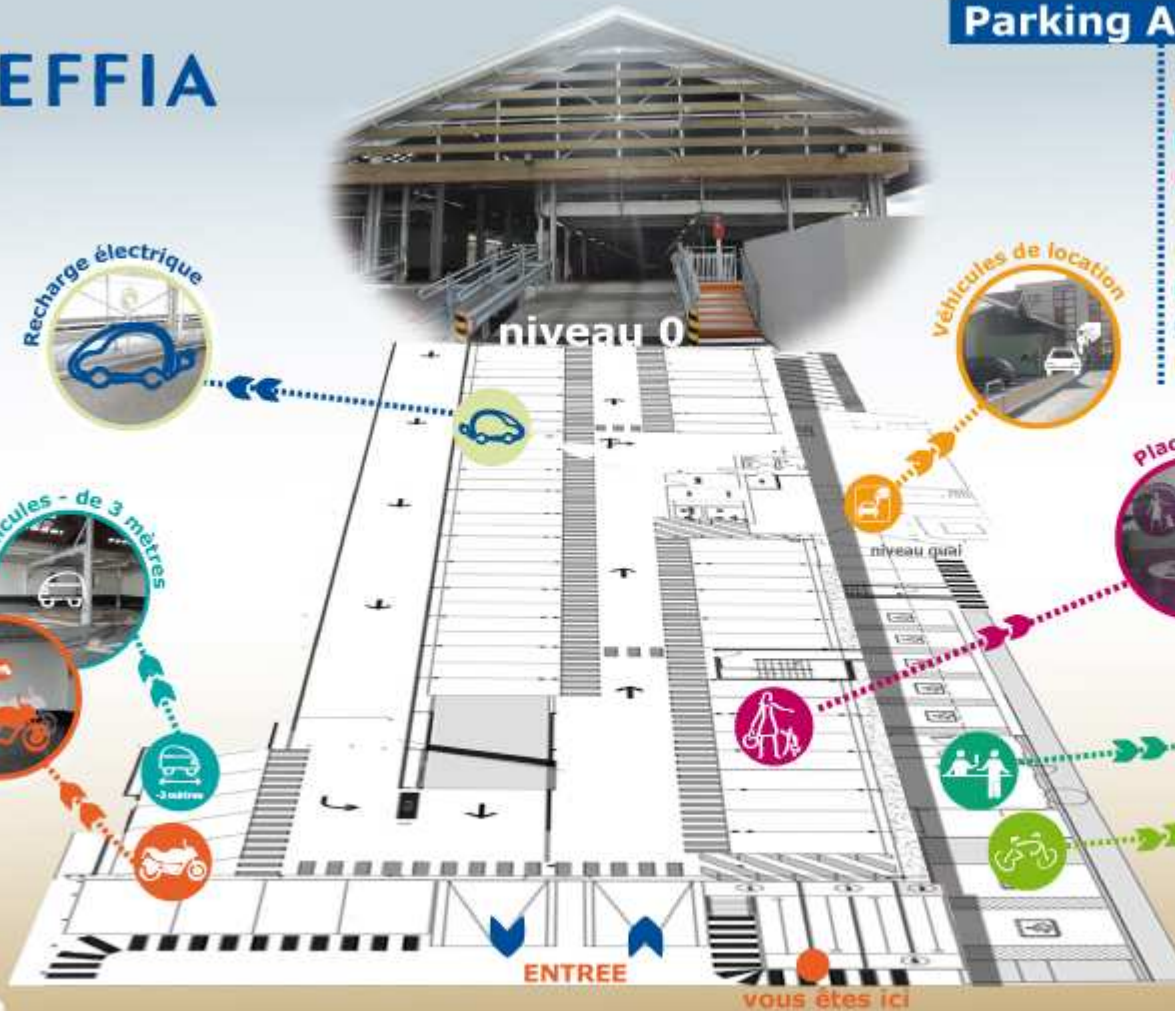 EFFIA
Parking A
Recharge électrique
niveau 0
Véhicules de location
- de 3 mètres
niveau quai
-3 mètres
ENTREE
vous êtes ici